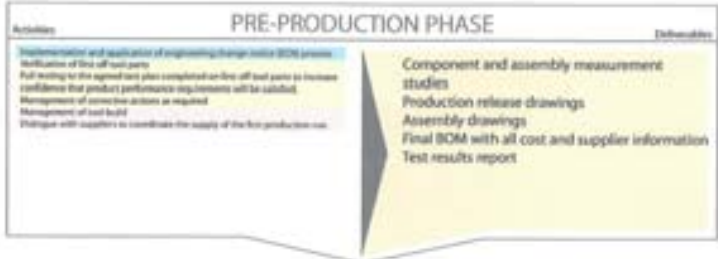 PRE-PRODUCTION PHASE
Activities
Deliverables
Implementation and application of engineering change notice (ECN) process
Verification of first off tool parts
Full testing to the agreed test plan completed on first off tool parts to increase
confidence that product performance requirements will be satisfied.
Management of corrective actions as required
Management of tool build
Dialogue with suppliers to coordinate the supply of the first production run
Component and assembly measurement
studies
Production release drawings
Assembly drawings
Final BOM with all cost and supplier information
Test results report